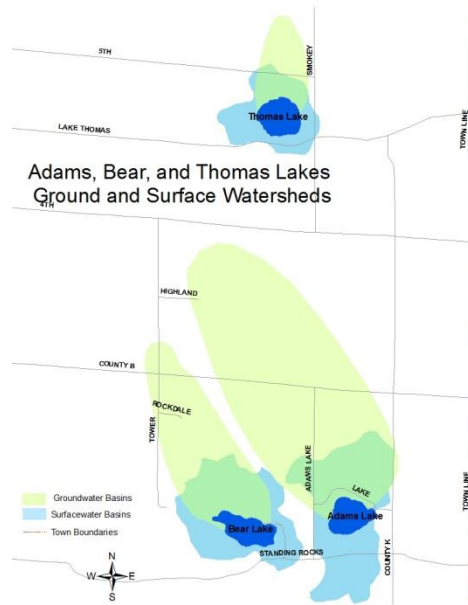 5TH
SMOKEY
Thomas Lake
LAKE THOMAS
TOWN LINE
Adams, Bear, and Thomas Lakes
Ground and Surface Watersheds
4TH
HIGHLAND
COUNTY B
ROCKDALE
TOWER
ADAMS LAKE
LAKE
TOWN LINE
Groundwater Basins
Surfacewater Basins
Town Boundaries
Adams Lake
Bear Lake
STANDING ROCKS
COUNTY K
N
W E
S